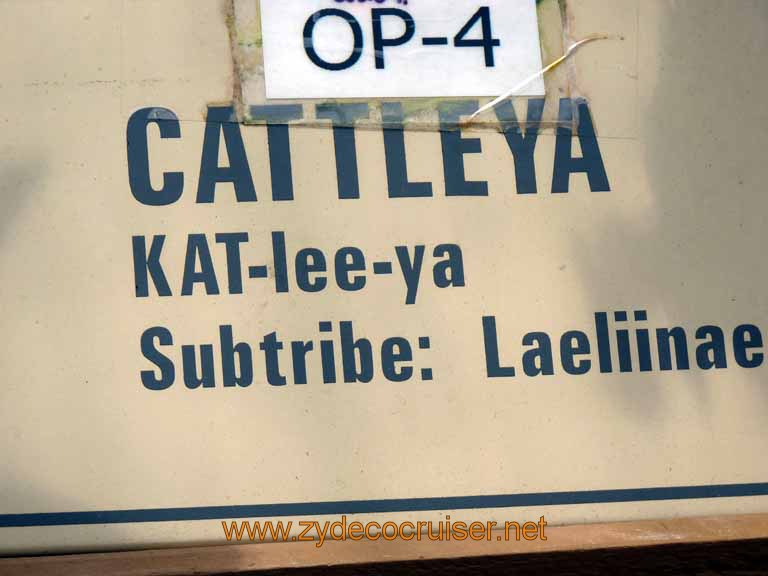 OP-4
CATTLEYA
KAT-lee-ya
Subtribe: Laeliinae
www.zydecocruiser.net